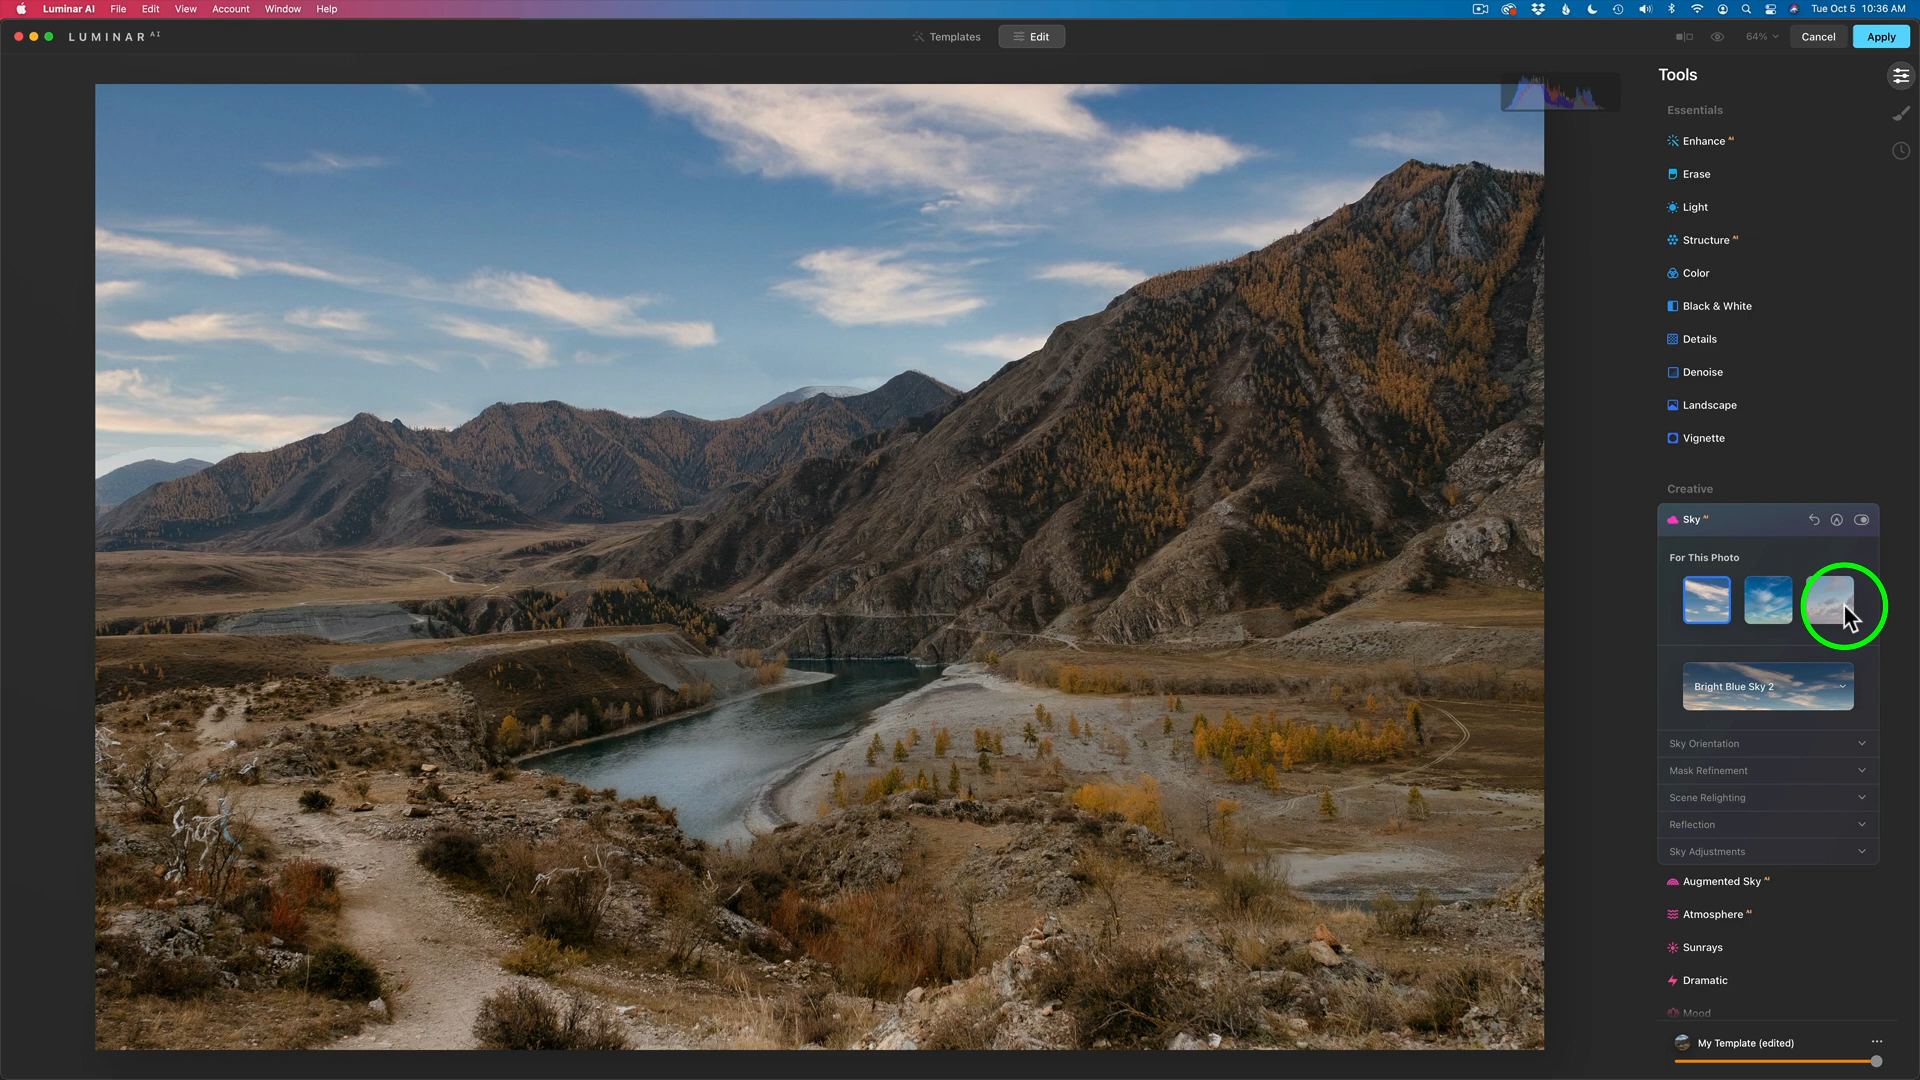 Luminar AI File Edit View Account Window Help Tue Oct 5 10:36 AM
LUMINAR AI Templates Edit 64% Cancel Apply
Tools
Essentials
Enhance AI
Erase
Light
Structure AI
Color
Black & White
Details
Denoise
Landscape
Vignette
Creative
Sky AI
For This Photo
Bright Blue Sky 2
Sky Orientation
Mask Refinement
Scene Relighting
Reflection
Sky Adjustments
Augmented Sky AI
Atmosphere AI
Sunrays
Dramatic
Mood
My Template (edited)